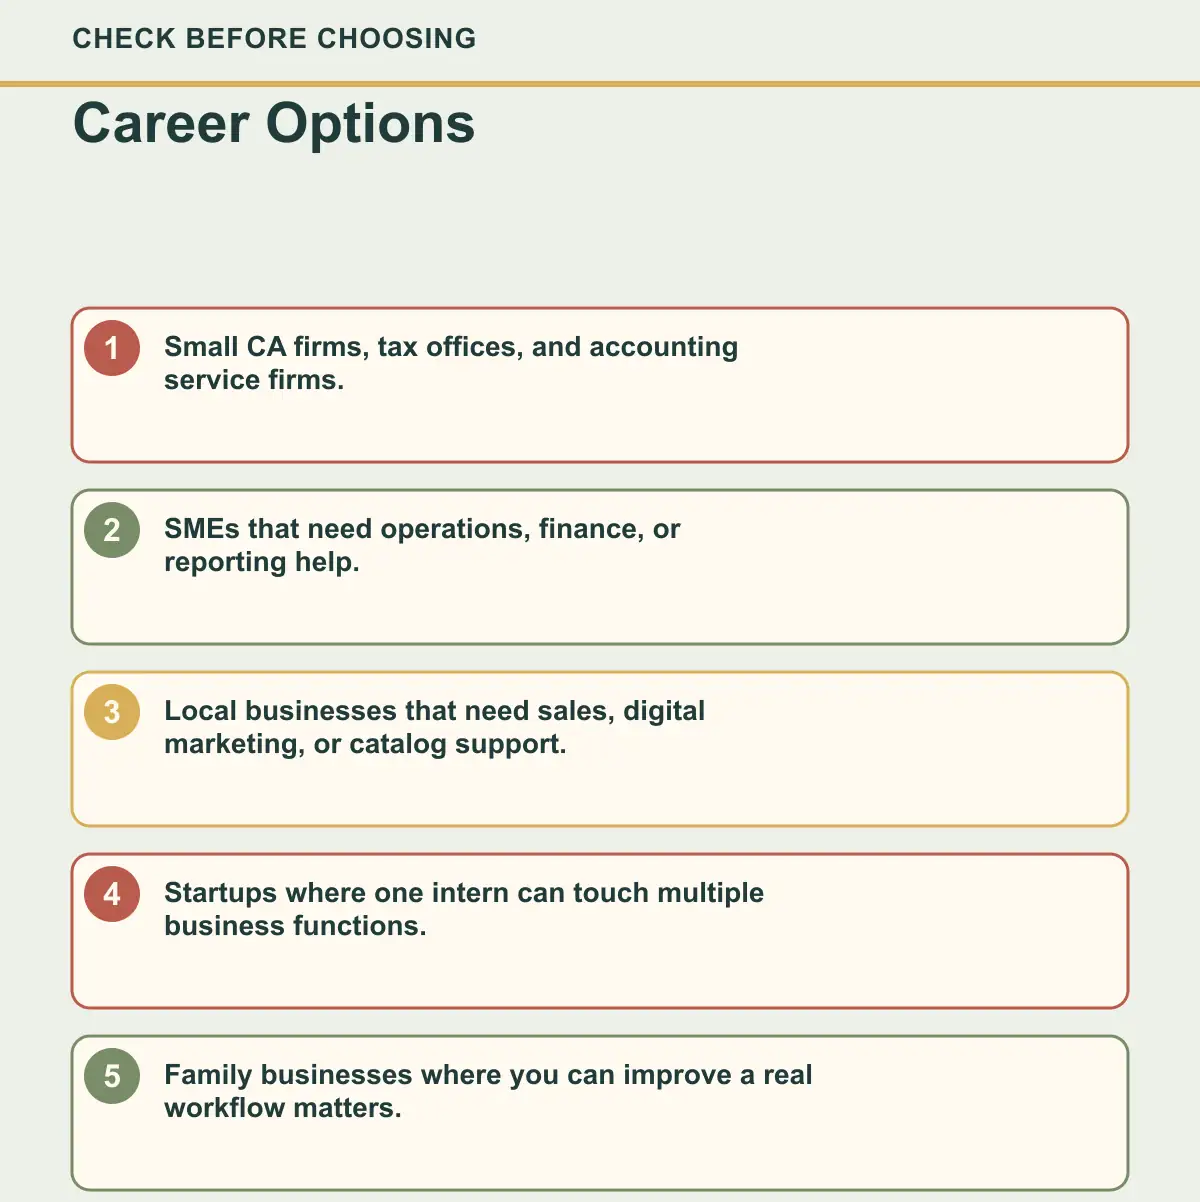 CHECK BEFORE CHOOSING
Career Options
1
Small CA firms, tax offices, and accounting
service firms.
2
SMEs that need operations, finance, or
reporting help.
3
Local businesses that need sales, digital
marketing, or catalog support.
4
Startups where one intern can touch multiple
business functions.
5
Family businesses where you can improve a real
workflow matters.